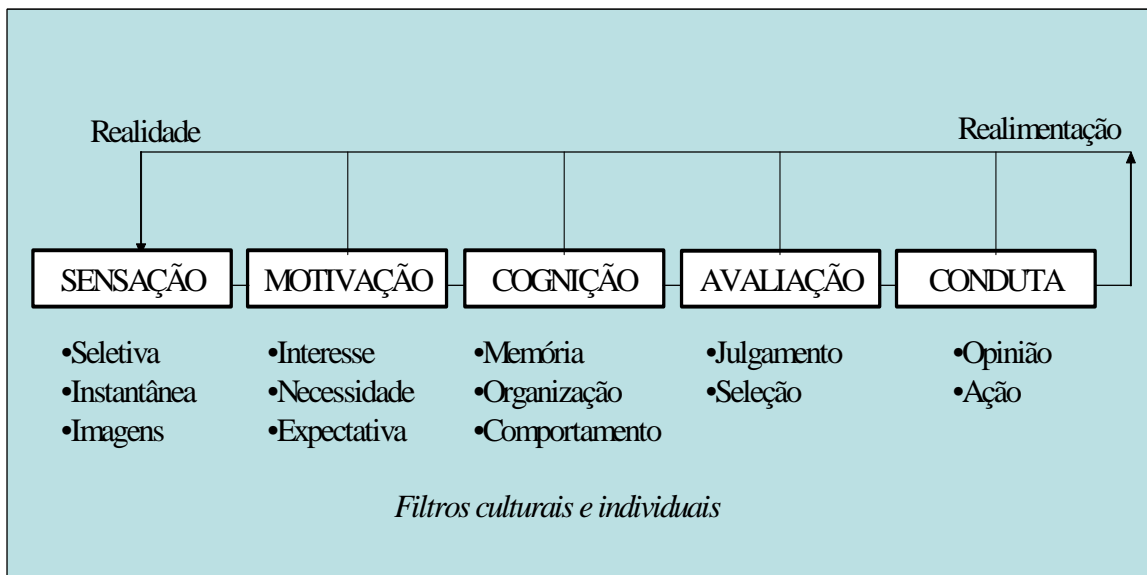 Realidade
Realimentação
SENSAÇÃO
MOTIVAÇÃO
COGNIÇÃO
AVALIAÇÃO
CONDUTA
•Seletiva
•Instantânea
•Imagens
•Interesse
•Necessidade
•Expectativa
•Memória
•Organização
•Comportamento
•Julgamento
•Seleção
•Opinião
•Ação
Filtros culturais e individuais